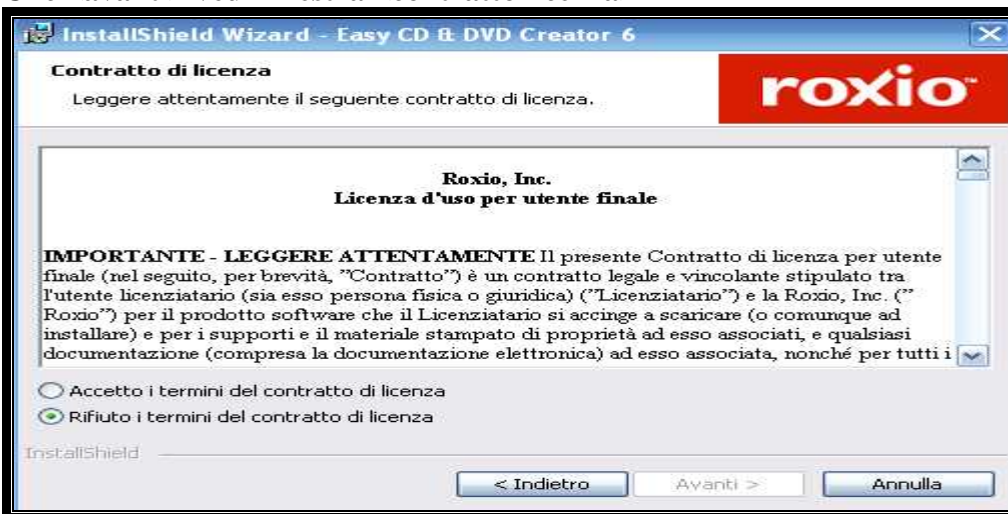 InstallShield Wizard - Easy CD & DVD Creator 6
Contratto di licenza
Leggere attentamente il seguente contratto di licenza.
roxio™
Roxio, Inc.
Licenza d'uso per utente finale
IMPORTANTE - LEGGERE ATTENTAMENTE Il presente Contratto di licenza per utente
finale (nel seguito, per brevità, ”Contratto”) è un contratto legale e vincolante stipulato tra
l'utente licenziatario (sia esso persona fisica o giuridica) (”Licenziatario”) e la Roxio, Inc. (”
Roxio”) per il prodotto software che il Licenziatario si accinge a scaricare (o comunque ad
installare) e per i supporti e il materiale stampato di proprietà ad esso associati, e qualsiasi
documentazione (compresa la documentazione elettronica) ad esso associata, nonché per tutti i
Accetto i termini del contratto di licenza
Rifiuto i termini del contratto di licenza
InstallShield
< Indietro
Avanti >
Annulla